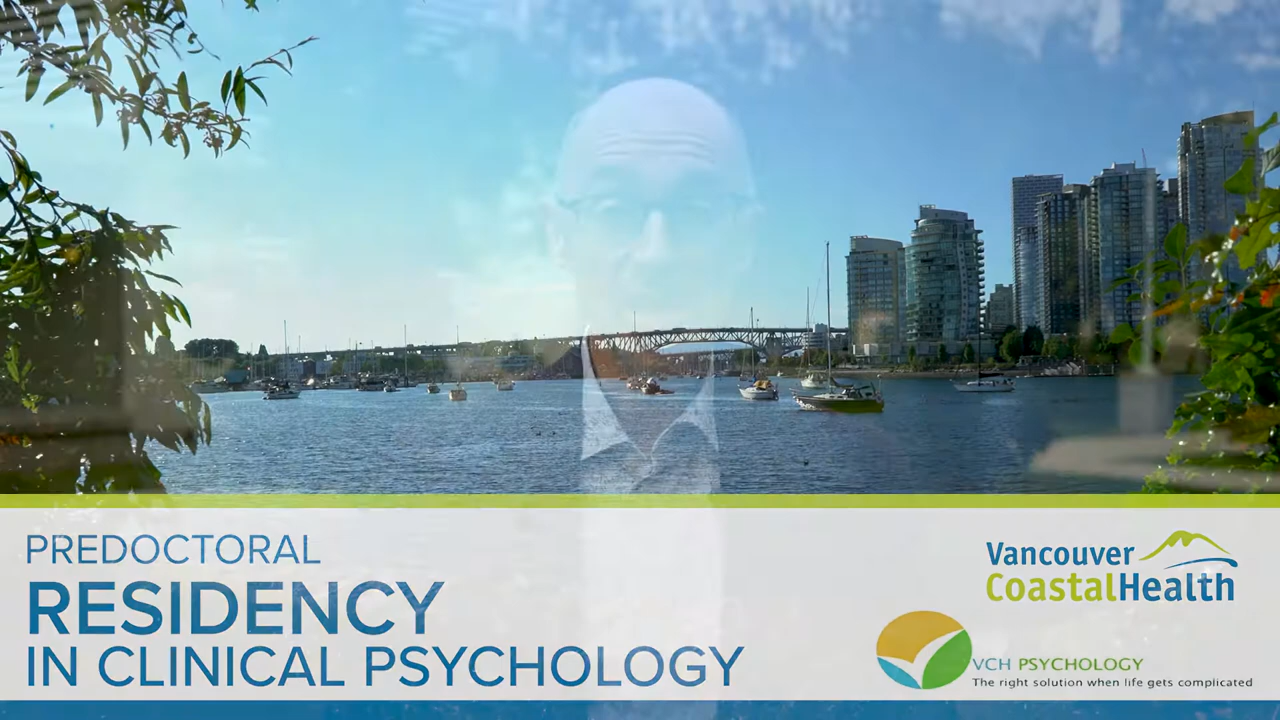 PREDOCTORAL
RESIDENCY
IN CLINICAL PSYCHOLOGY
Vancouver
CoastalHealth
VCH PSYCHOLOGY
The right solution when life gets complicated